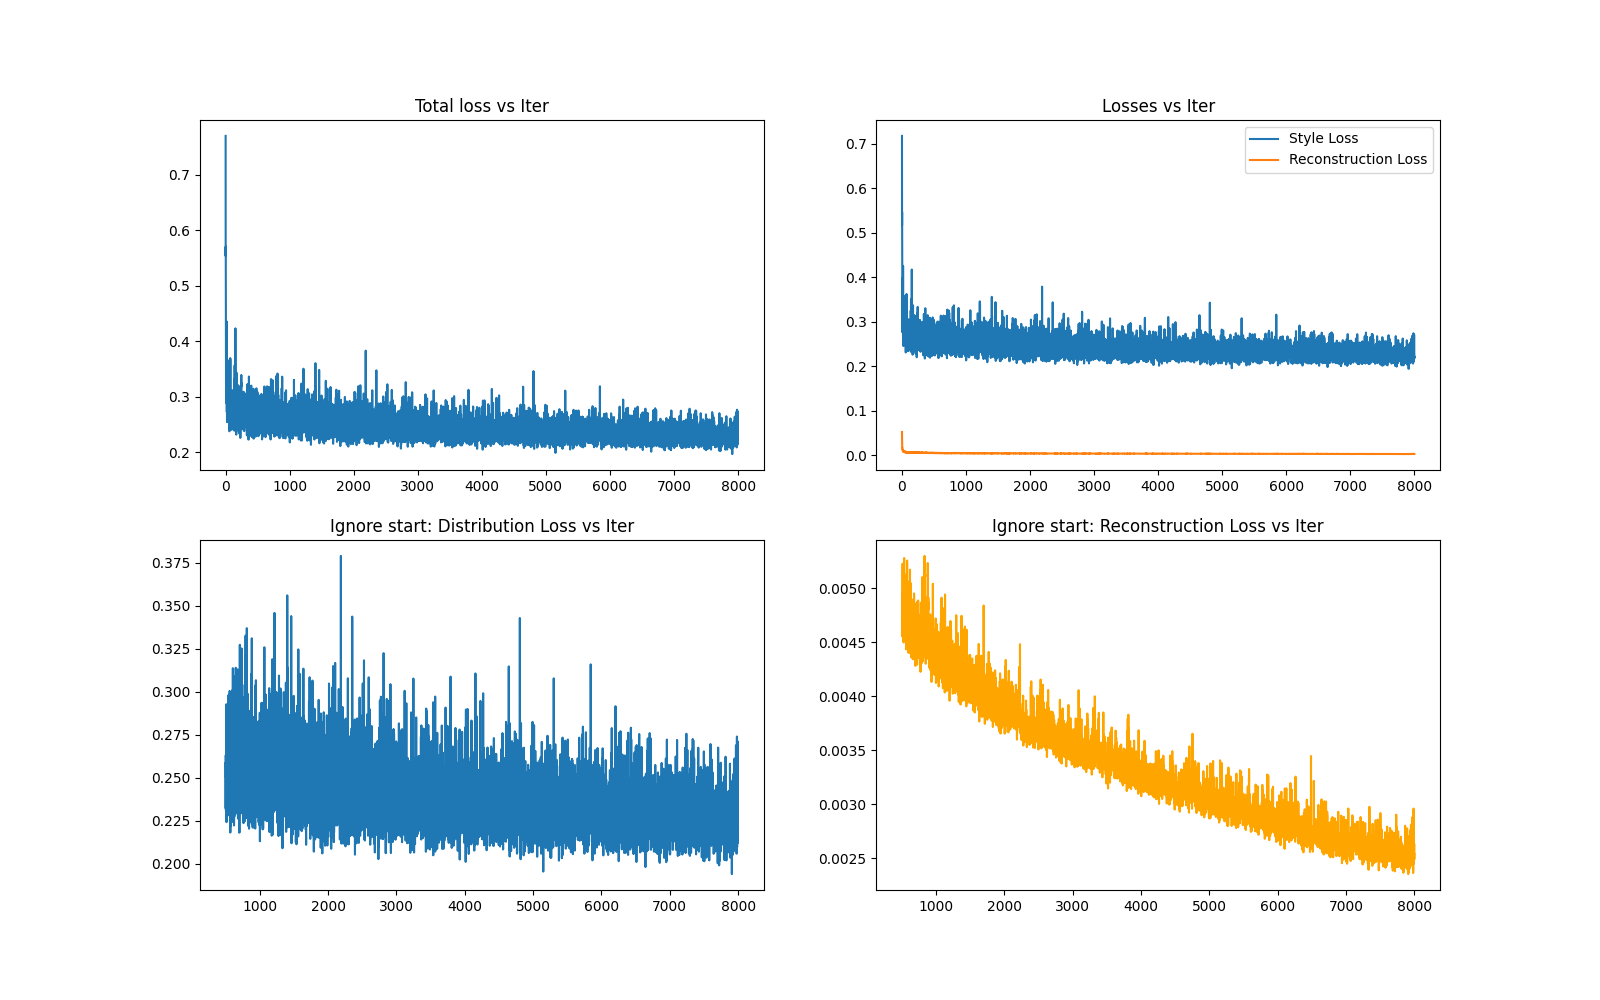 Total loss vs Iter
0.7
0.6
0.5
0.4
0.3
0.2
0 1000 2000 3000 4000 5000 6000 7000 8000
Losses vs Iter
Style Loss
Reconstruction Loss
0.7
0.6
0.5
0.4
0.3
0.2
0.1
0.0
0 1000 2000 3000 4000 5000 6000 7000 8000
Ignore start: Distribution Loss vs Iter
0.375
0.350
0.325
0.300
0.275
0.250
0.225
0.200
1000 2000 3000 4000 5000 6000 7000 8000
Ignore start: Reconstruction Loss vs Iter
0.0050
0.0045
0.0040
0.0035
0.0030
0.0025
1000 2000 3000 4000 5000 6000 7000 8000